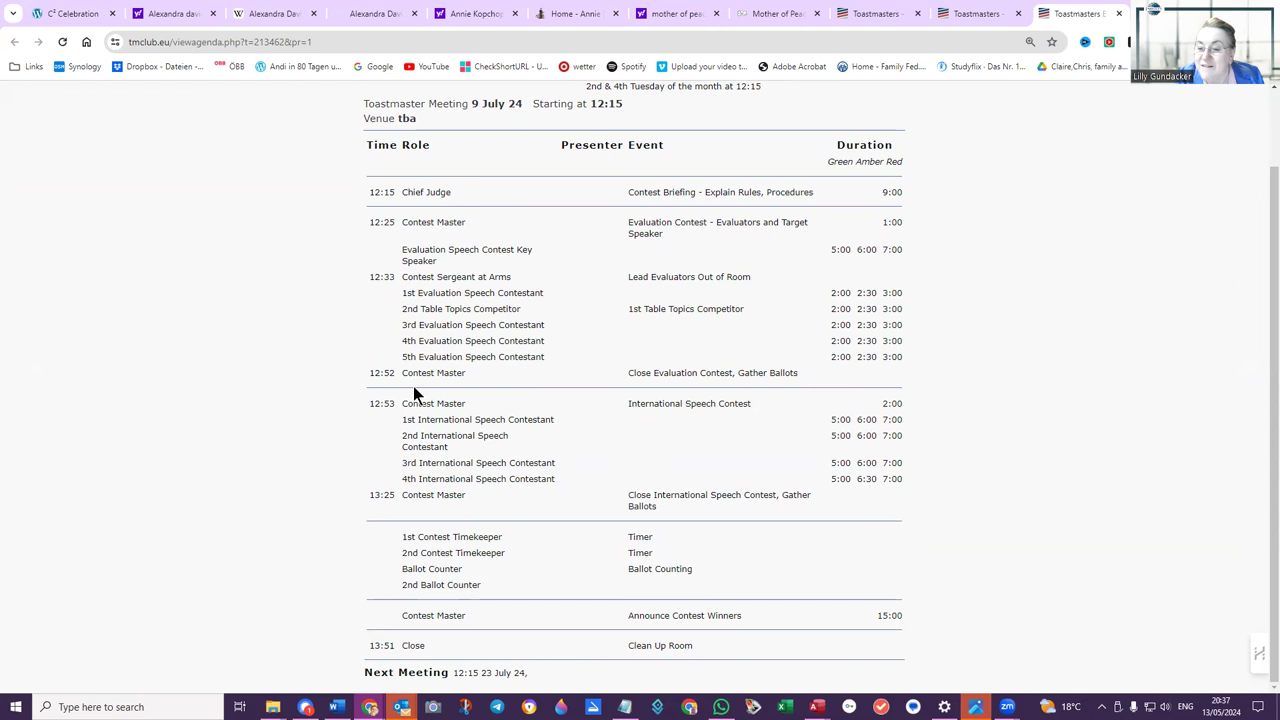 C² Celebration
Alexandra dav
Alexandra
Alexandra
mother of pea
Mother of Pe
Toastmasters
Toastmasters E
tmclub.eu/viewagenda.php?t=213462&pr=1
Links
Synology
Dropbox - Dateien -...
ÖBB
Andi in 80 Tagen u...
Google
YouTube
CheckShortURL - U...
wetter
Spotify
Upload your video t...
Adobe Acrobat
Home - Family Fed...
Studyflix - Das Nr. 1...
Claire,Chris, family a...
Lilly Gundacker
2nd & 4th Tuesday of the month at 12:15
Toastmaster Meeting 9 July 24 Starting at 12:15
Venue tba
Time Role Presenter Event Duration
Green Amber Red
12:15 Chief Judge Contest Briefing - Explain Rules, Procedures 9:00
12:25 Contest Master Evaluation Contest - Evaluators and Target 1:00
Speaker
Evaluation Speech Contest Key 5:00 6:00 7:00
Speaker
12:33 Contest Sergeant at Arms Lead Evaluators Out of Room
1st Evaluation Speech Contestant 2:00 2:30 3:00
2nd Table Topics Competitor 1st Table Topics Competitor 2:00 2:30 3:00
3rd Evaluation Speech Contestant 2:00 2:30 3:00
4th Evaluation Speech Contestant 2:00 2:30 3:00
5th Evaluation Speech Contestant 2:00 2:30 3:00
12:52 Contest Master Close Evaluation Contest, Gather Ballots
12:53 Contest Master International Speech Contest 2:00
1st International Speech Contestant 5:00 6:00 7:00
2nd International Speech 5:00 6:00 7:00
Contestant
3rd International Speech Contestant 5:00 6:00 7:00
4th International Speech Contestant 5:00 6:30 7:00
13:25 Contest Master Close International Speech Contest, Gather
Ballots
1st Contest Timekeeper Timer
2nd Contest Timekeeper Timer
Ballot Counter Ballot Counting
2nd Ballot Counter
Contest Master Announce Contest Winners 15:00
13:51 Close Clean Up Room
Next Meeting 12:15 23 July 24,
Type here to search
18°C
ENG
20:37
13/05/2024